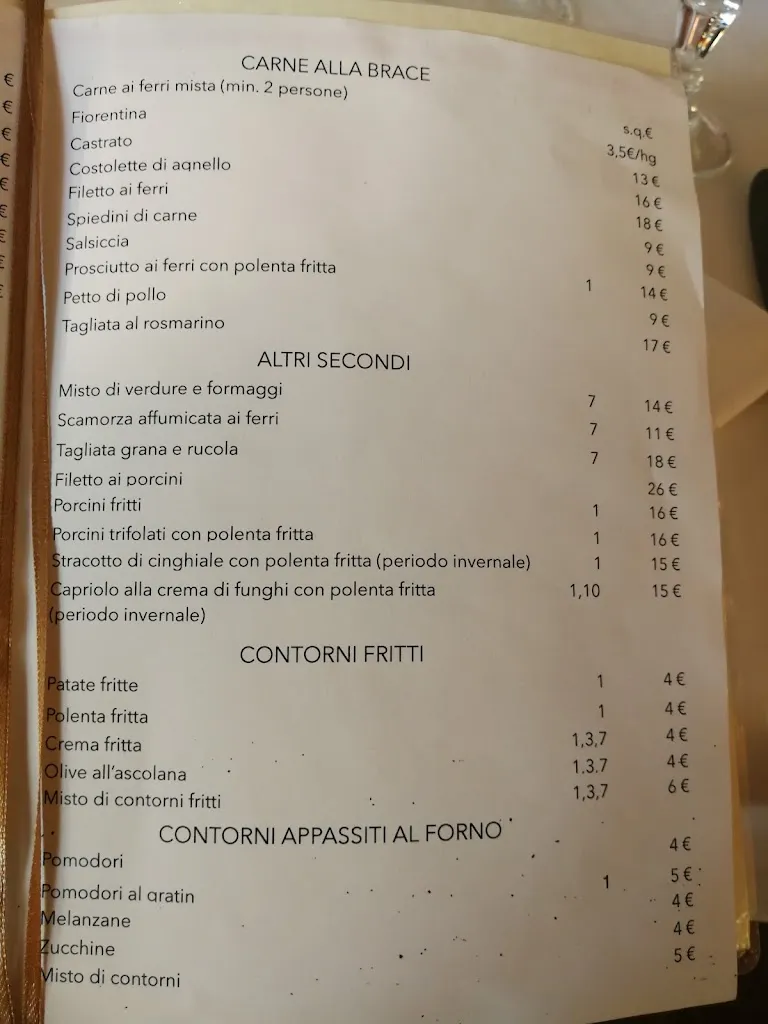 CARNE ALLA BRACE
Carne ai ferri mista (min. 2 persone) s.q.€
Fiorentina 3,5€/hg
Castrato 13 €
Costolette di agnello 16 €
Filetto ai ferri 18 €
Spiedini di carne 9 €
Salsiccia 9 €
Prosciutto ai ferri con polenta fritta 1 14 €
Petto di pollo 9 €
Tagliata al rosmarino 17 €
ALTRI SECONDI
Misto di verdure e formaggi 7 14 €
Scamorza affumicata ai ferri 7 11 €
Tagliata grana e rucola 7 18 €
Filetto ai porcini 26 €
Porcini fritti 1 16 €
Porcini trifolati con polenta fritta 1 16 €
Stracotto di cinghiale con polenta fritta (periodo invernale) 1 15 €
Capriolo alla crema di funghi con polenta fritta 1,10 15 €
(periodo invernale)
CONTORNI FRITTI
Patate fritte 1 4 €
Polenta fritta 1 4 €
Crema fritta 1,3,7 4 €
Olive all'ascolana 1.3.7 4 €
Misto di contorni fritti 1,3,7 6 €
CONTORNI APPASSITI AL FORNO
Pomodori 4 €
Pomodori al gratin 1 5 €
Melanzane 4 €
Zucchine 4 €
Misto di contorni 5 €